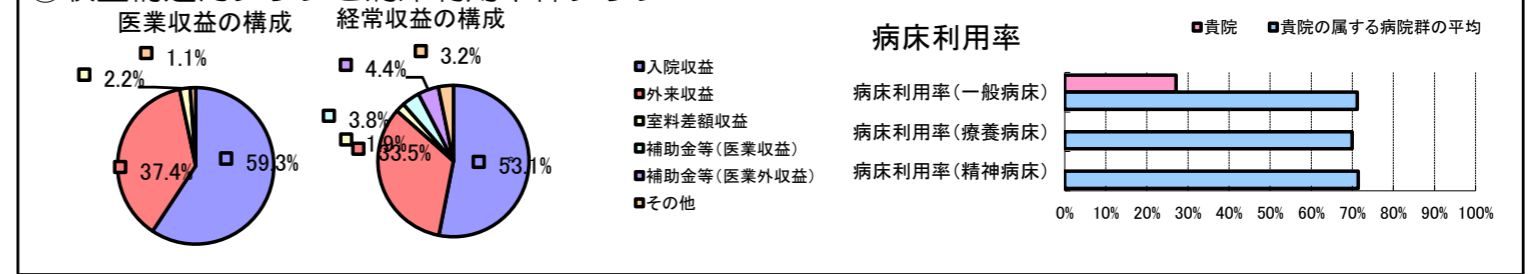 医業収益の構成
1.1%
2.2%
37.4%
59.3%
経常収益の構成
3.2%
4.4%
3.8%
1.9%
33.5%
53.1%
入院収益
外来収益
室料差額収益
補助金等(医業収益)
補助金等(医業外収益)
その他
病床利用率
貴院 貴院の属する病院群の平均
病床利用率(一般病床)
病床利用率(療養病床)
病床利用率(精神病床)
0% 10% 20% 30% 40% 50% 60% 70% 80% 90% 100%